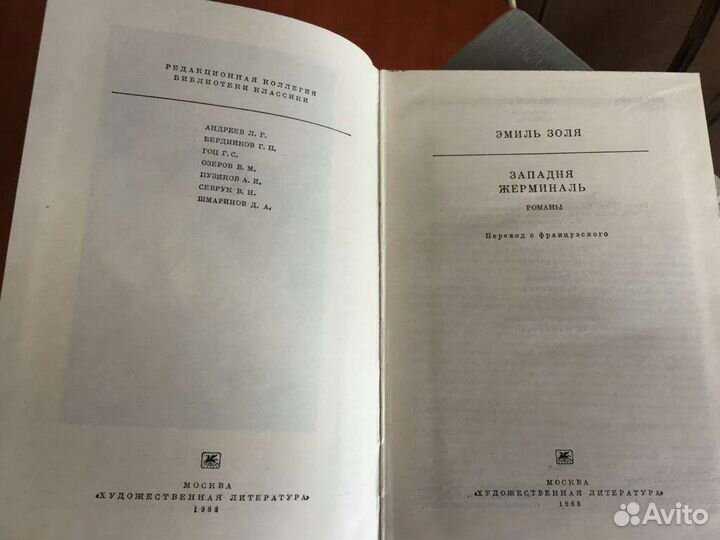 РЕДАКЦИОННАЯ КОЛЛЕГИЯ
БИБЛИОТЕКИ КЛАССИКИ
АНДРЕЕВ Л. Г.
БЕРДНИКОВ Г. П.
ГОЦ Г. С.
ОЗЕРОВ В. М.
ПУЗИКОВ А. И.
СЕВРУК В. Н.
ШМАРИНОВ Д. А.
МОСКВА
«ХУДОЖЕСТВЕННАЯ ЛИТЕРАТУРА»
1988
ЭМИЛЬ ЗОЛЯ
ЗАПАДНЯ
ЖЕРМИНАЛЬ
РОМАНЫ
Перевод с французского
МОСКВА
«ХУДОЖЕСТВЕННАЯ ЛИТЕРАТУРА»
1988
Avito